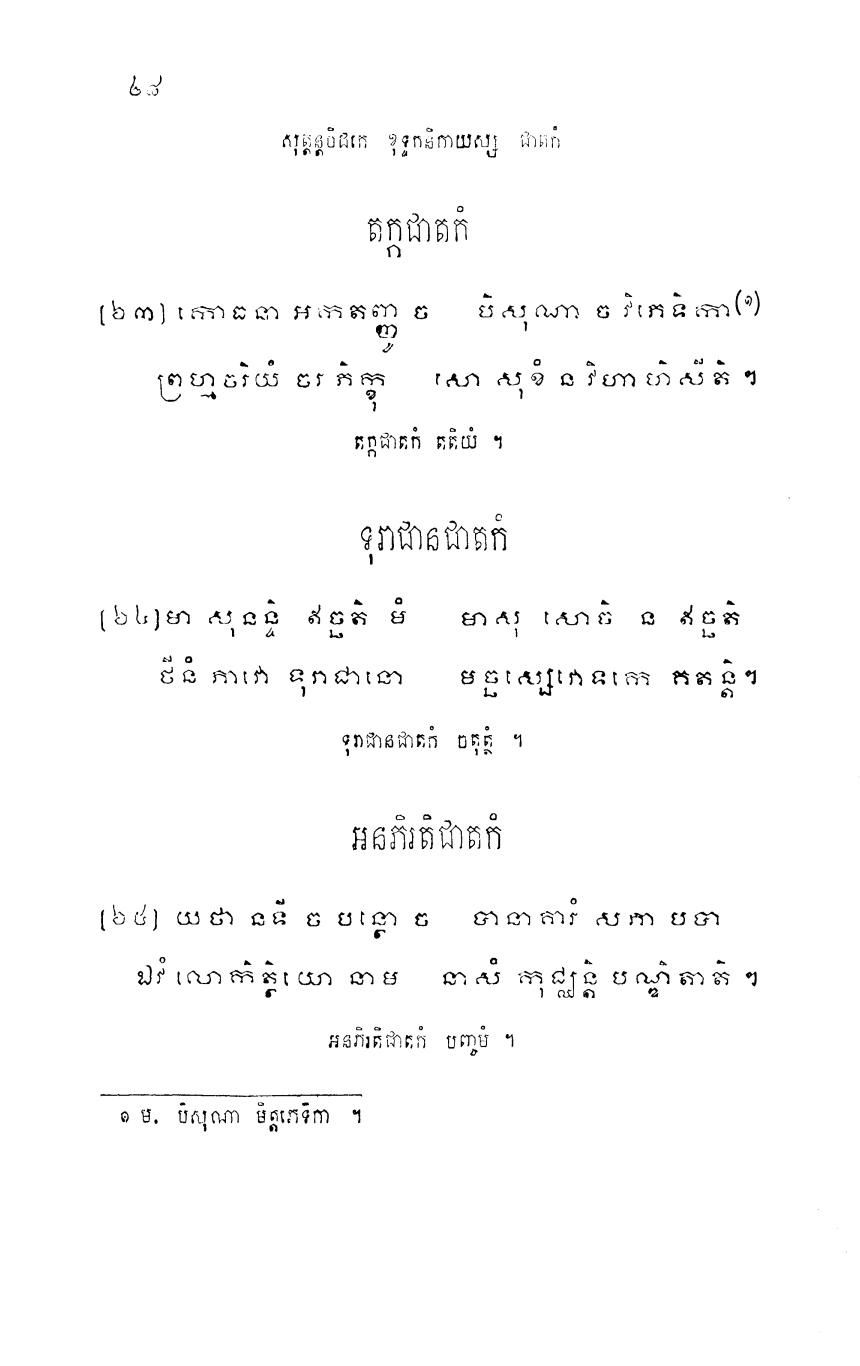 ២៨
សុត្តន្តបិដកេ ខុទ្ទកនិកាយស្ស ជាតកំ
តក្កជាតកំ
[៦៣] កោធនា អកតញ្ញូ ច បិសុណា ច វិភេទិកា(១)
ព្រហ្មចរិយំ ចរ ភិក្ខុ សោ សុខំ ន វិហាហិសីតិ ។
តក្កជាតកំ តតិយំ ។
ទុរាជានជាតកំ
[៦៤] មា សុ នន្ទិ ឥច្ឆតិ មំ មាសុ សោចិ ន ឥច្ឆតិ
ថីនំ ភាវោ ទុរាជានោ មច្ឆស្សេវោទកេ គតន្តិ។
ទុរាជានជាតកំ ចតុត្ថំ ។
អនភិរតិជាតកំ
[៦៥] យថា នទី ច បន្ថោ ច បានាគារំ សភា បបា
ឯវំ លោកិត្ថិយោ នាម នាសំ កុជ្ឈន្តិ បណ្ឌិតាតិ ។
អនភិរតិជាតកំ បញ្ចមំ ។
១ ម. បិសុណា មិត្តភេទិកា ។